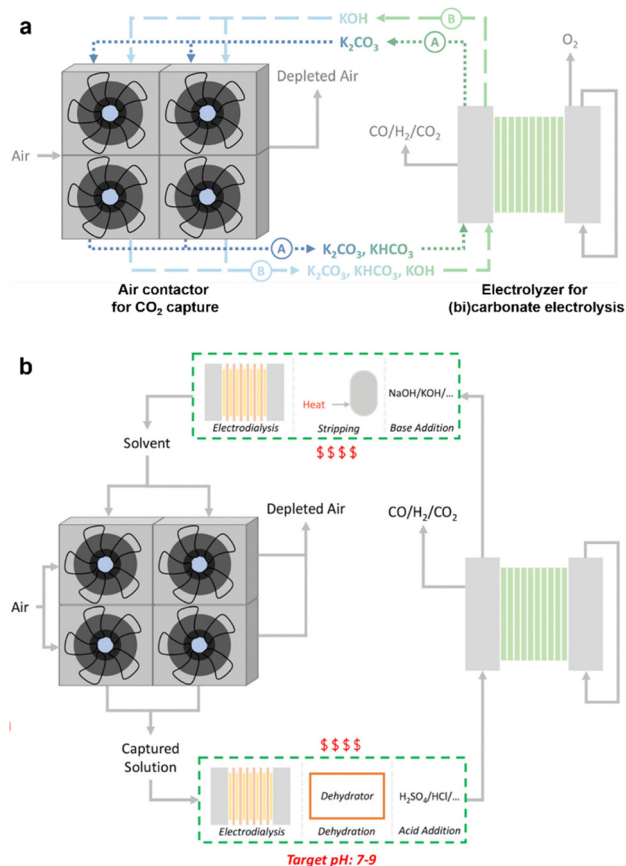 a
KOH
B
K₂CO₃
A
O₂
Depleted Air
CO/H₂/CO₂
Air
A
K₂CO₃, KHCO₃
B
K₂CO₃, KHCO₃, KOH
Air contactor
for CO₂ capture
Electrolyzer for
(bi)carbonate electrolysis
b
Heat
NaOH/KOH/...
Electrodialysis
Stripping
Base Addition
$$$$
Solvent
Depleted Air
CO/H₂/CO₂
Air
Captured
Solution
$$$$
Dehydrator
H₂SO₄/HCl/...
Electrodialysis
Dehydration
Acid Addition
Target pH: 7-9